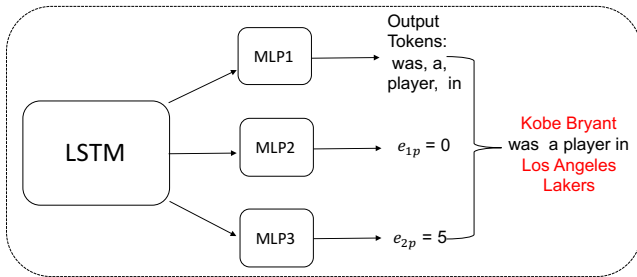 Output
Tokens:
was, a,
player, in
MLP1
LSTM
MLP2
e1p = 0
MLP3
e2p = 5
Kobe Bryant
was a player in
Los Angeles
Lakers